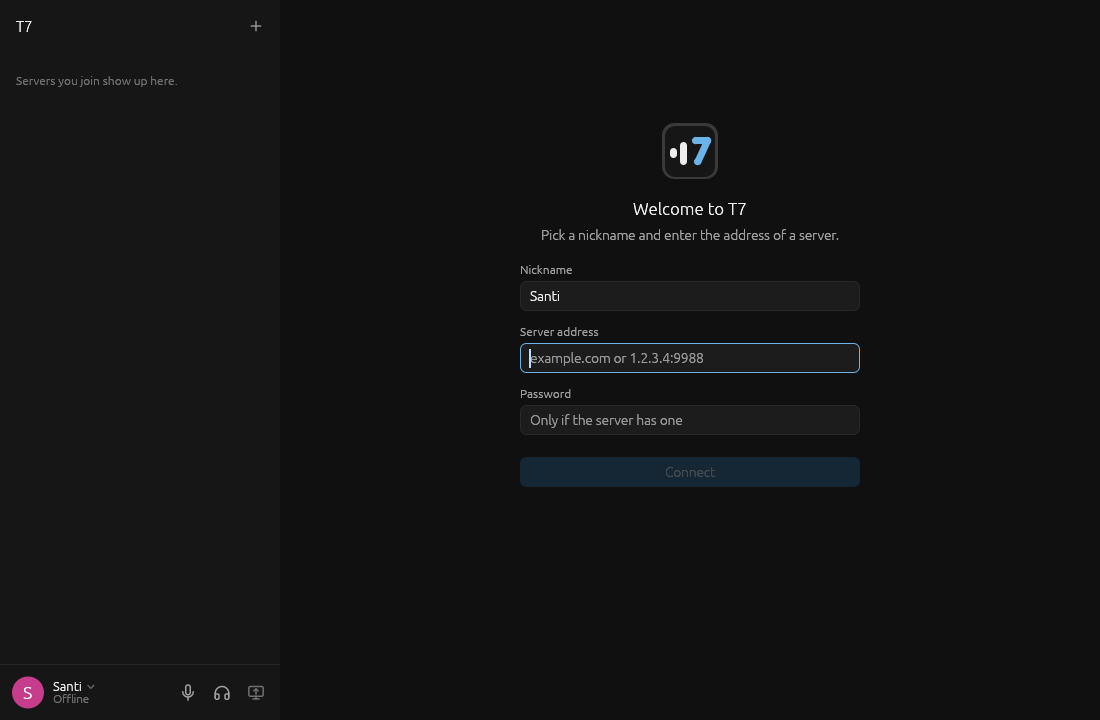 T7
Servers you join show up here.
7
Welcome to T7
Pick a nickname and enter the address of a server.
Nickname
Santi
Server address
example.com or 1.2.3.4:9988
Password
Only if the server has one
Connect
S
Santi
Offline